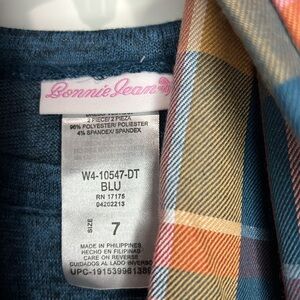 Bonnie Jean
2 PIECE/ 2 PIEZA
96% POLYESTER/ POLIESTER
4% SPANDEX/ SPANDEX
W4-10547-DT
BLU
RN 17175
04202213
SIZE 7
MADE IN PHILIPPINES
HECHO EN FILIPINAS
CARE ON REVERSE
CUIDADOS AL LADO INVERSO